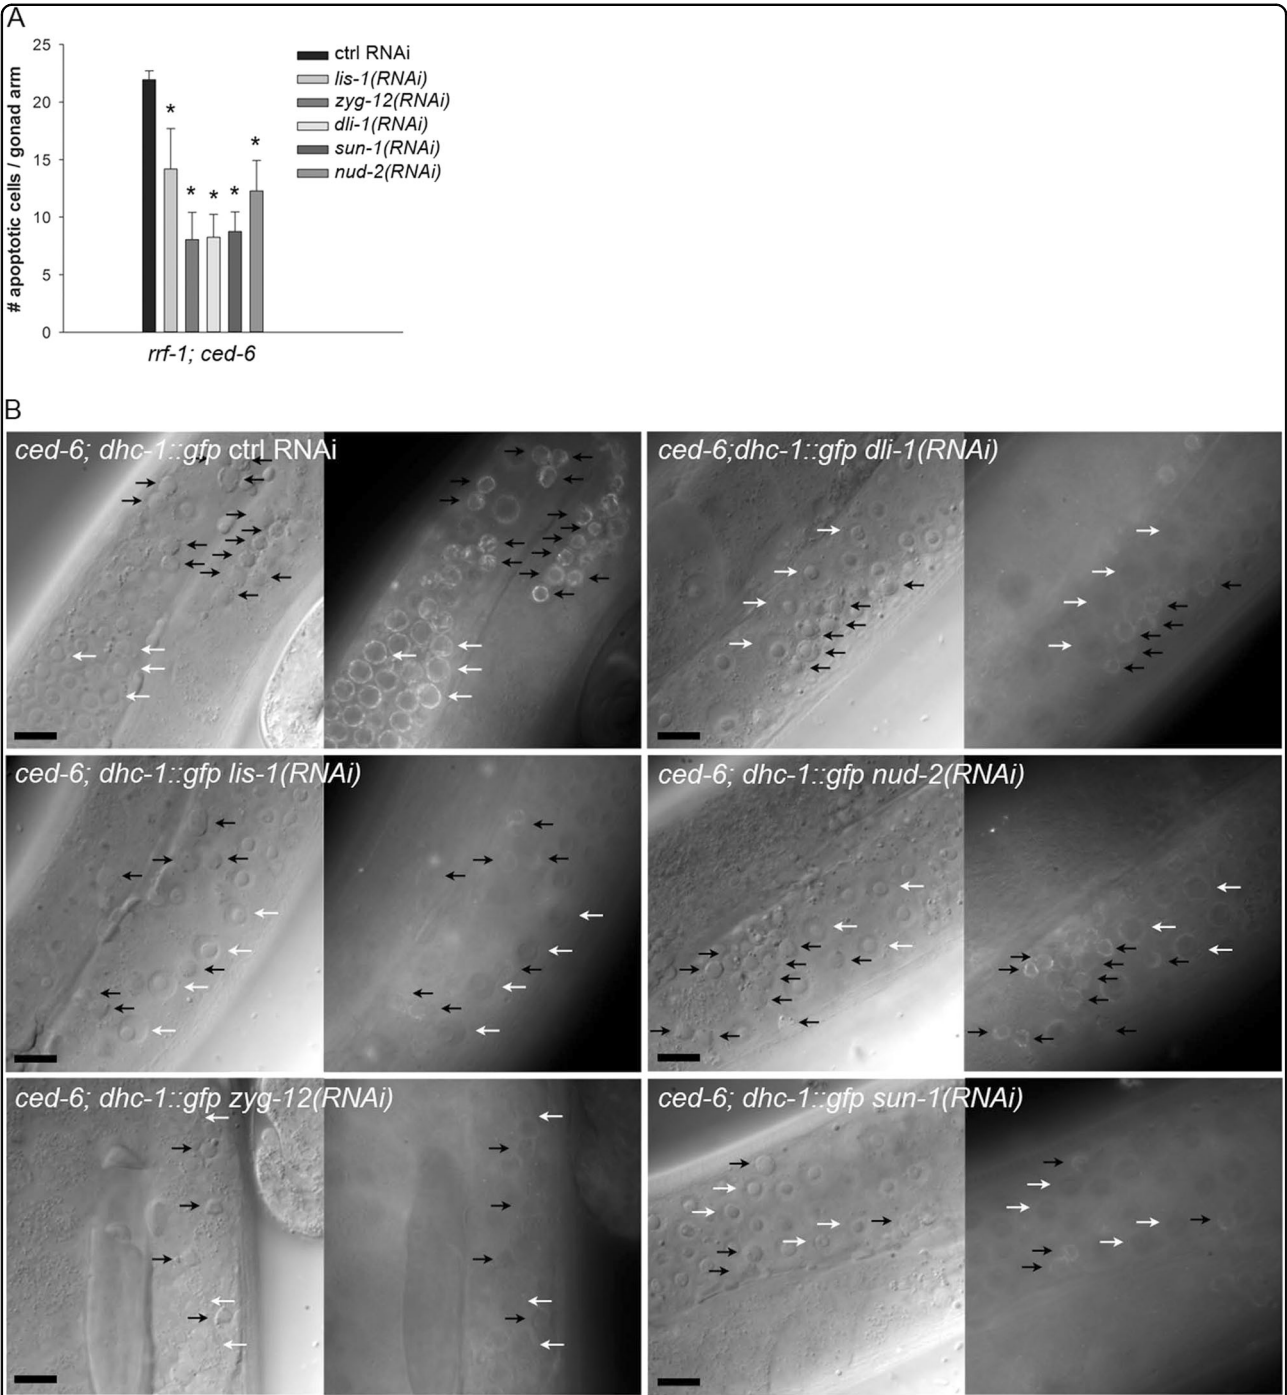 A
# apoptotic cells / gonad arm
25
20
15
10
5
0
* * * * *
rrf-1; ced-6
ctrl RNAi
lis-1(RNAi)
zyg-12(RNAi)
dli-1(RNAi)
sun-1(RNAi)
nud-2(RNAi)
B
ced-6; dhc-1::gfp ctrl RNAi
ced-6;dhc-1::gfp dli-1(RNAi)
ced-6; dhc-1::gfp lis-1(RNAi)
ced-6; dhc-1::gfp nud-2(RNAi)
ced-6; dhc-1::gfp zyg-12(RNAi)
ced-6; dhc-1::gfp sun-1(RNAi)